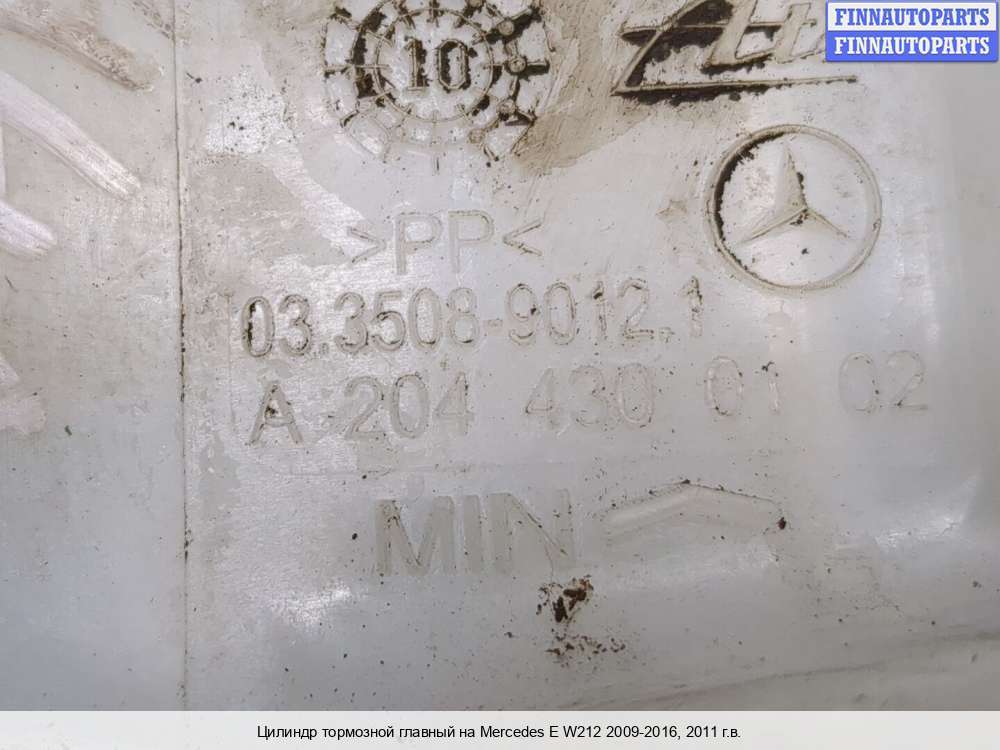 FINNAUTOPARTS
FINNAUTOPARTS
10
>PP<
03.3508-9012.1
A 204 430 01 02
MIN
Цилиндр тормозной главный на Mercedes E W212 2009-2016, 2011 г.в.